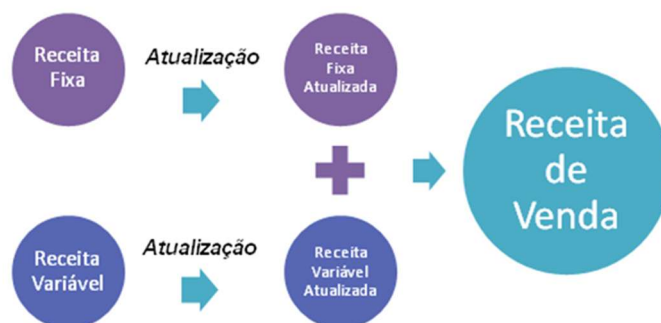 Receita
Fixa
Atualização
Receita
Fixa
Atualizada
Receita
de
Venda
Receita
Variável
Atualização
Receita
Variável
Atualizada